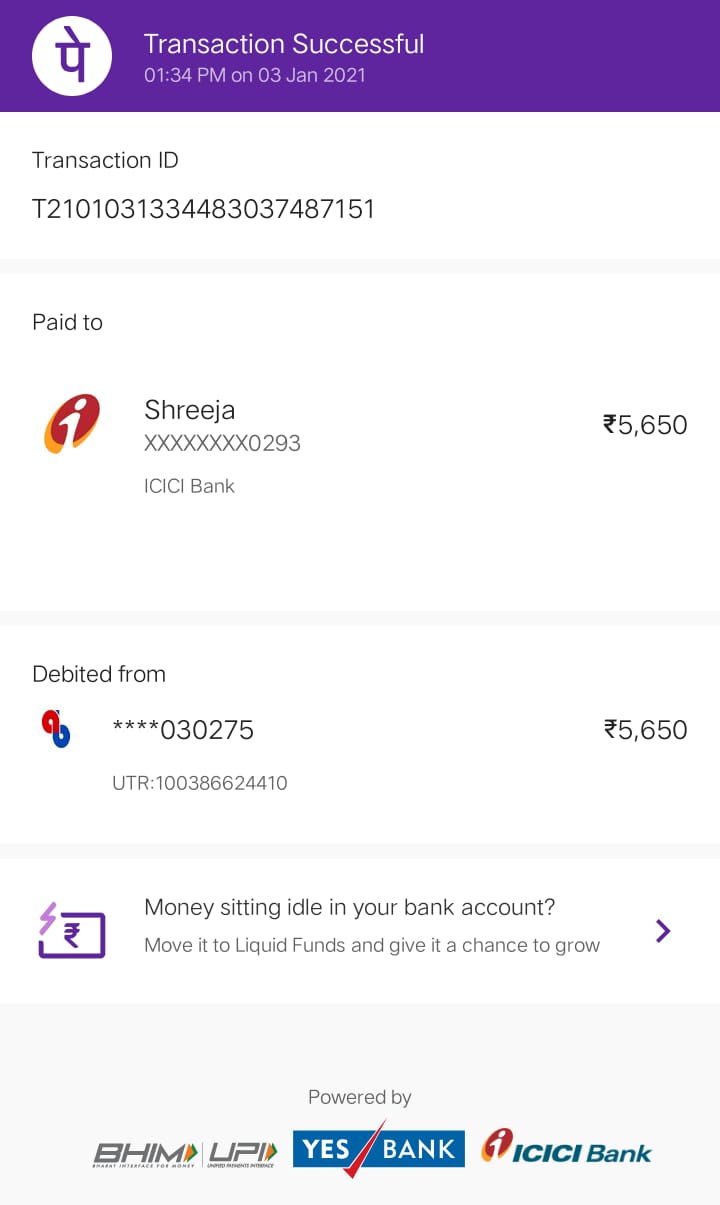 पे
Transaction Successful
01:34 PM on 03 Jan 2021
Transaction ID
T2101031334483037487151
Paid to
Shreeja
₹5,650
XXXXXXXX0293
ICICI Bank
Debited from
****030275
₹5,650
UTR:100386624410
Money sitting idle in your bank account?
Move it to Liquid Funds and give it a chance to grow
Powered by
BHIM UPI YES BANK ICICI Bank
BHARAT INTERFACE FOR MONEY UNIFIED PAYMENTS INTERFACE